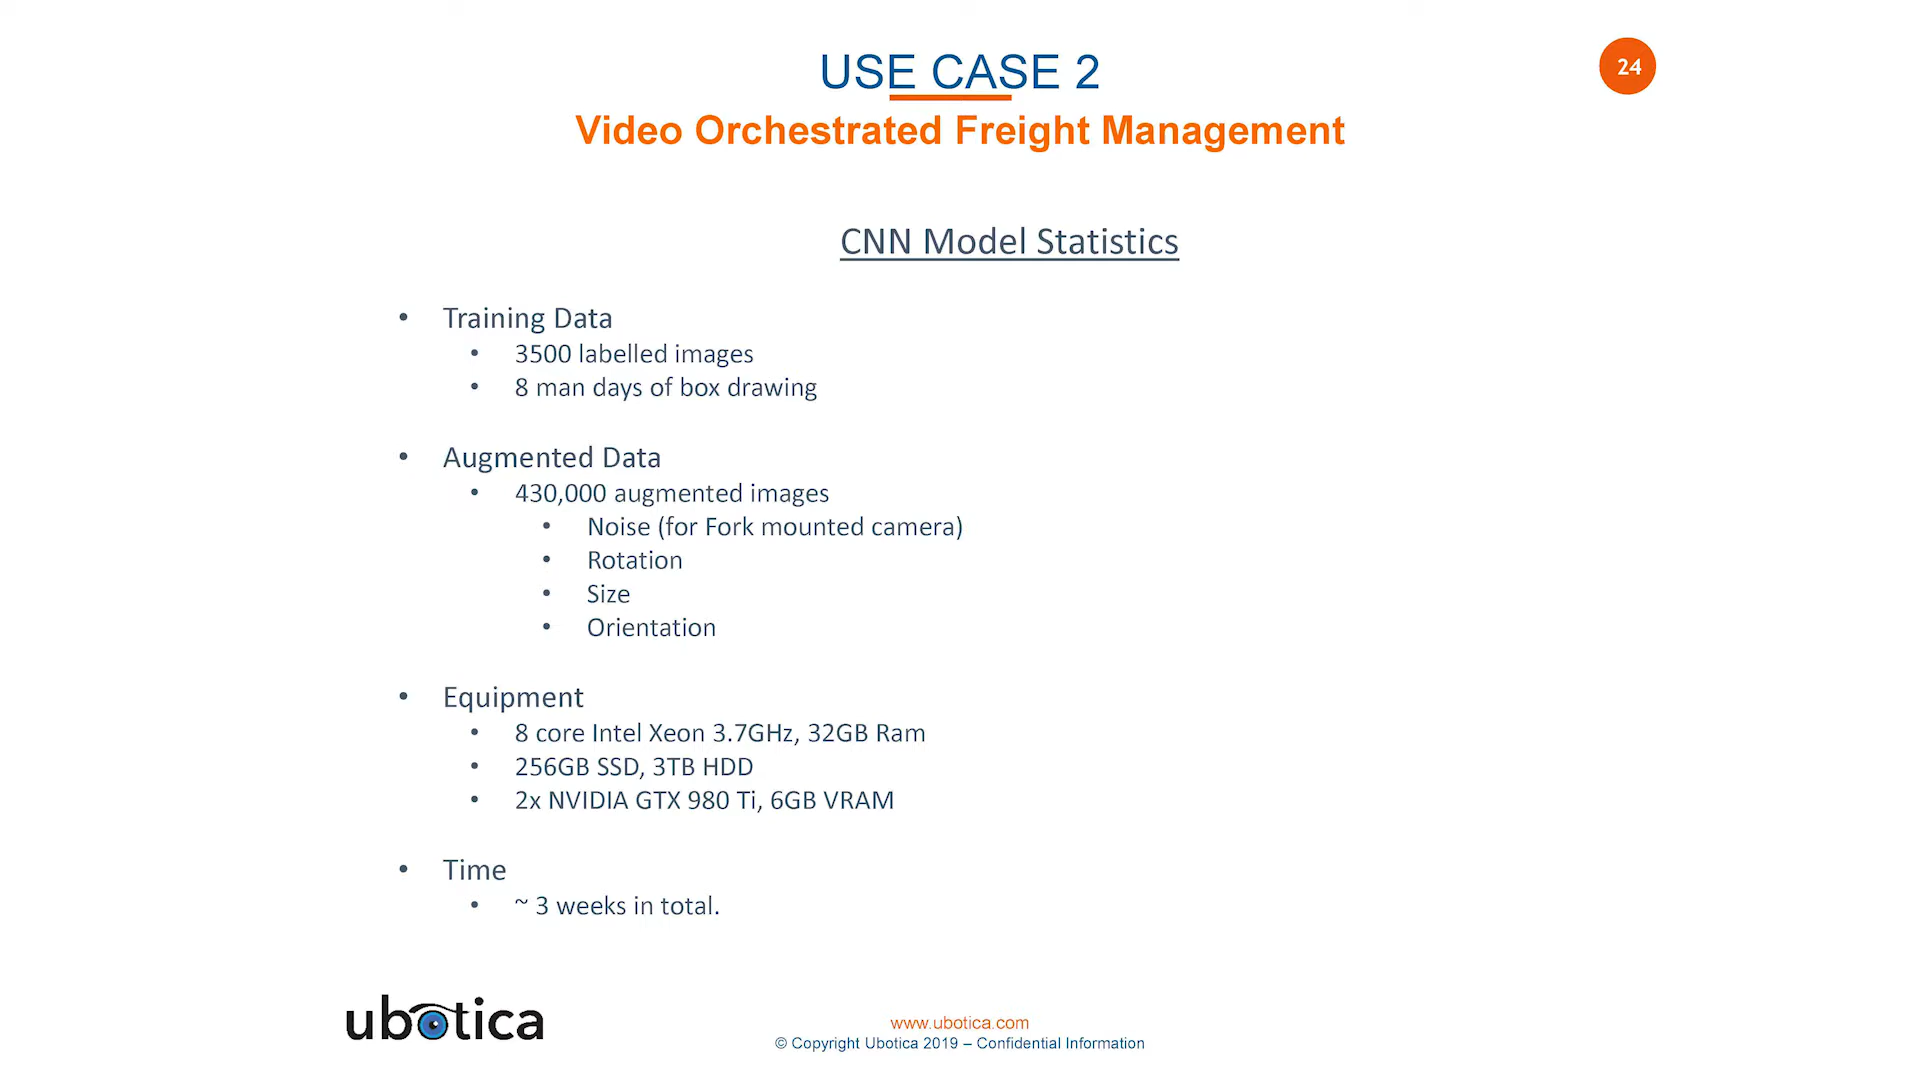 USE CASE 2
24
Video Orchestrated Freight Management
CNN Model Statistics
• Training Data
• 3500 labelled images
• 8 man days of box drawing
• Augmented Data
• 430,000 augmented images
• Noise (for Fork mounted camera)
• Rotation
• Size
• Orientation
• Equipment
• 8 core Intel Xeon 3.7GHz, 32GB Ram
• 256GB SSD, 3TB HDD
• 2x NVIDIA GTX 980 Ti, 6GB VRAM
• Time
• ~ 3 weeks in total.
ubotica
www.ubotica.com
© Copyright Ubotica 2019 – Confidential Information